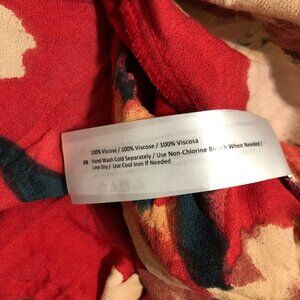 100% Viscose / 100% Viscose / 100% Viscosa
EN Hand Wash Cold Separately / Use Non-Chlorine Bleach When Needed /
Line Dry / Use Cool Iron If Needed